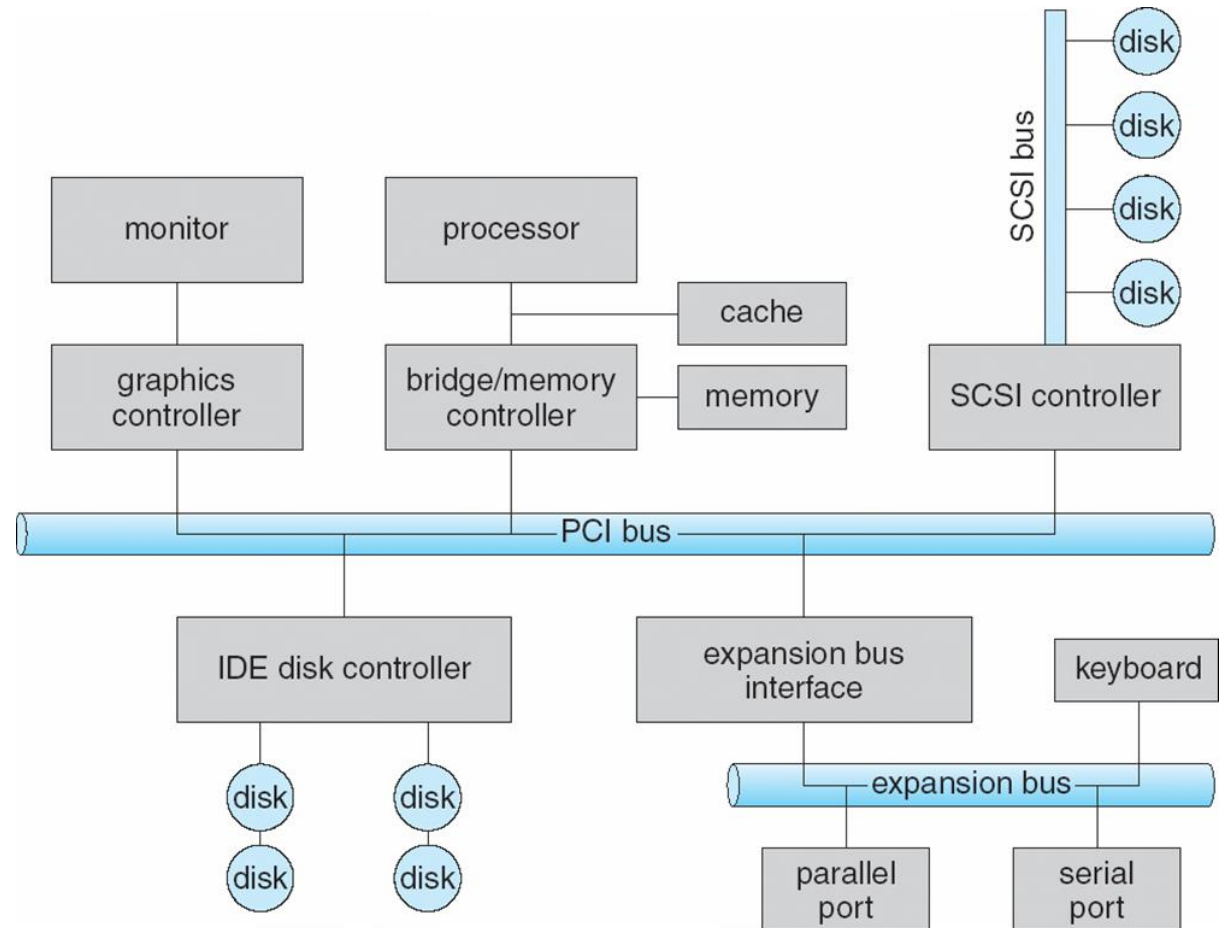 disk
disk
disk
disk
SCSI bus
monitor
processor
cache
graphics
controller
bridge/memory
controller
memory
SCSI controller
PCI bus
IDE disk controller
expansion bus
interface
keyboard
disk
disk
disk
disk
expansion bus
parallel
port
serial
port